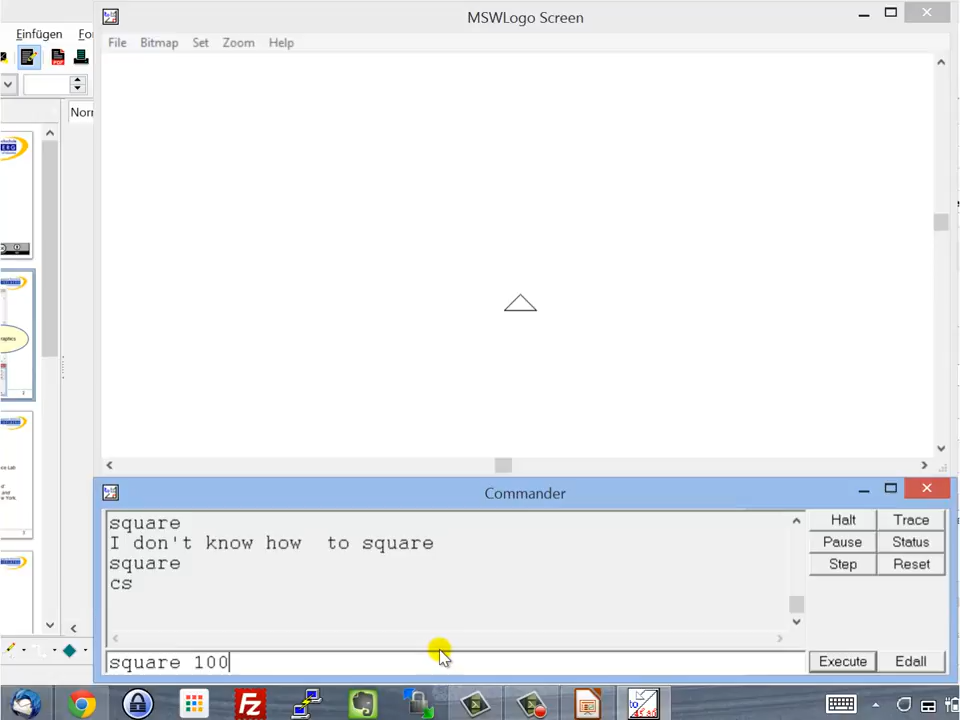 MSWLogo Screen
Einfügen
File Bitmap Set Zoom Help
Commander
square
I don't know how  to square
square
cs
square 100
Halt Trace
Pause Status
Step Reset
Execute Edall